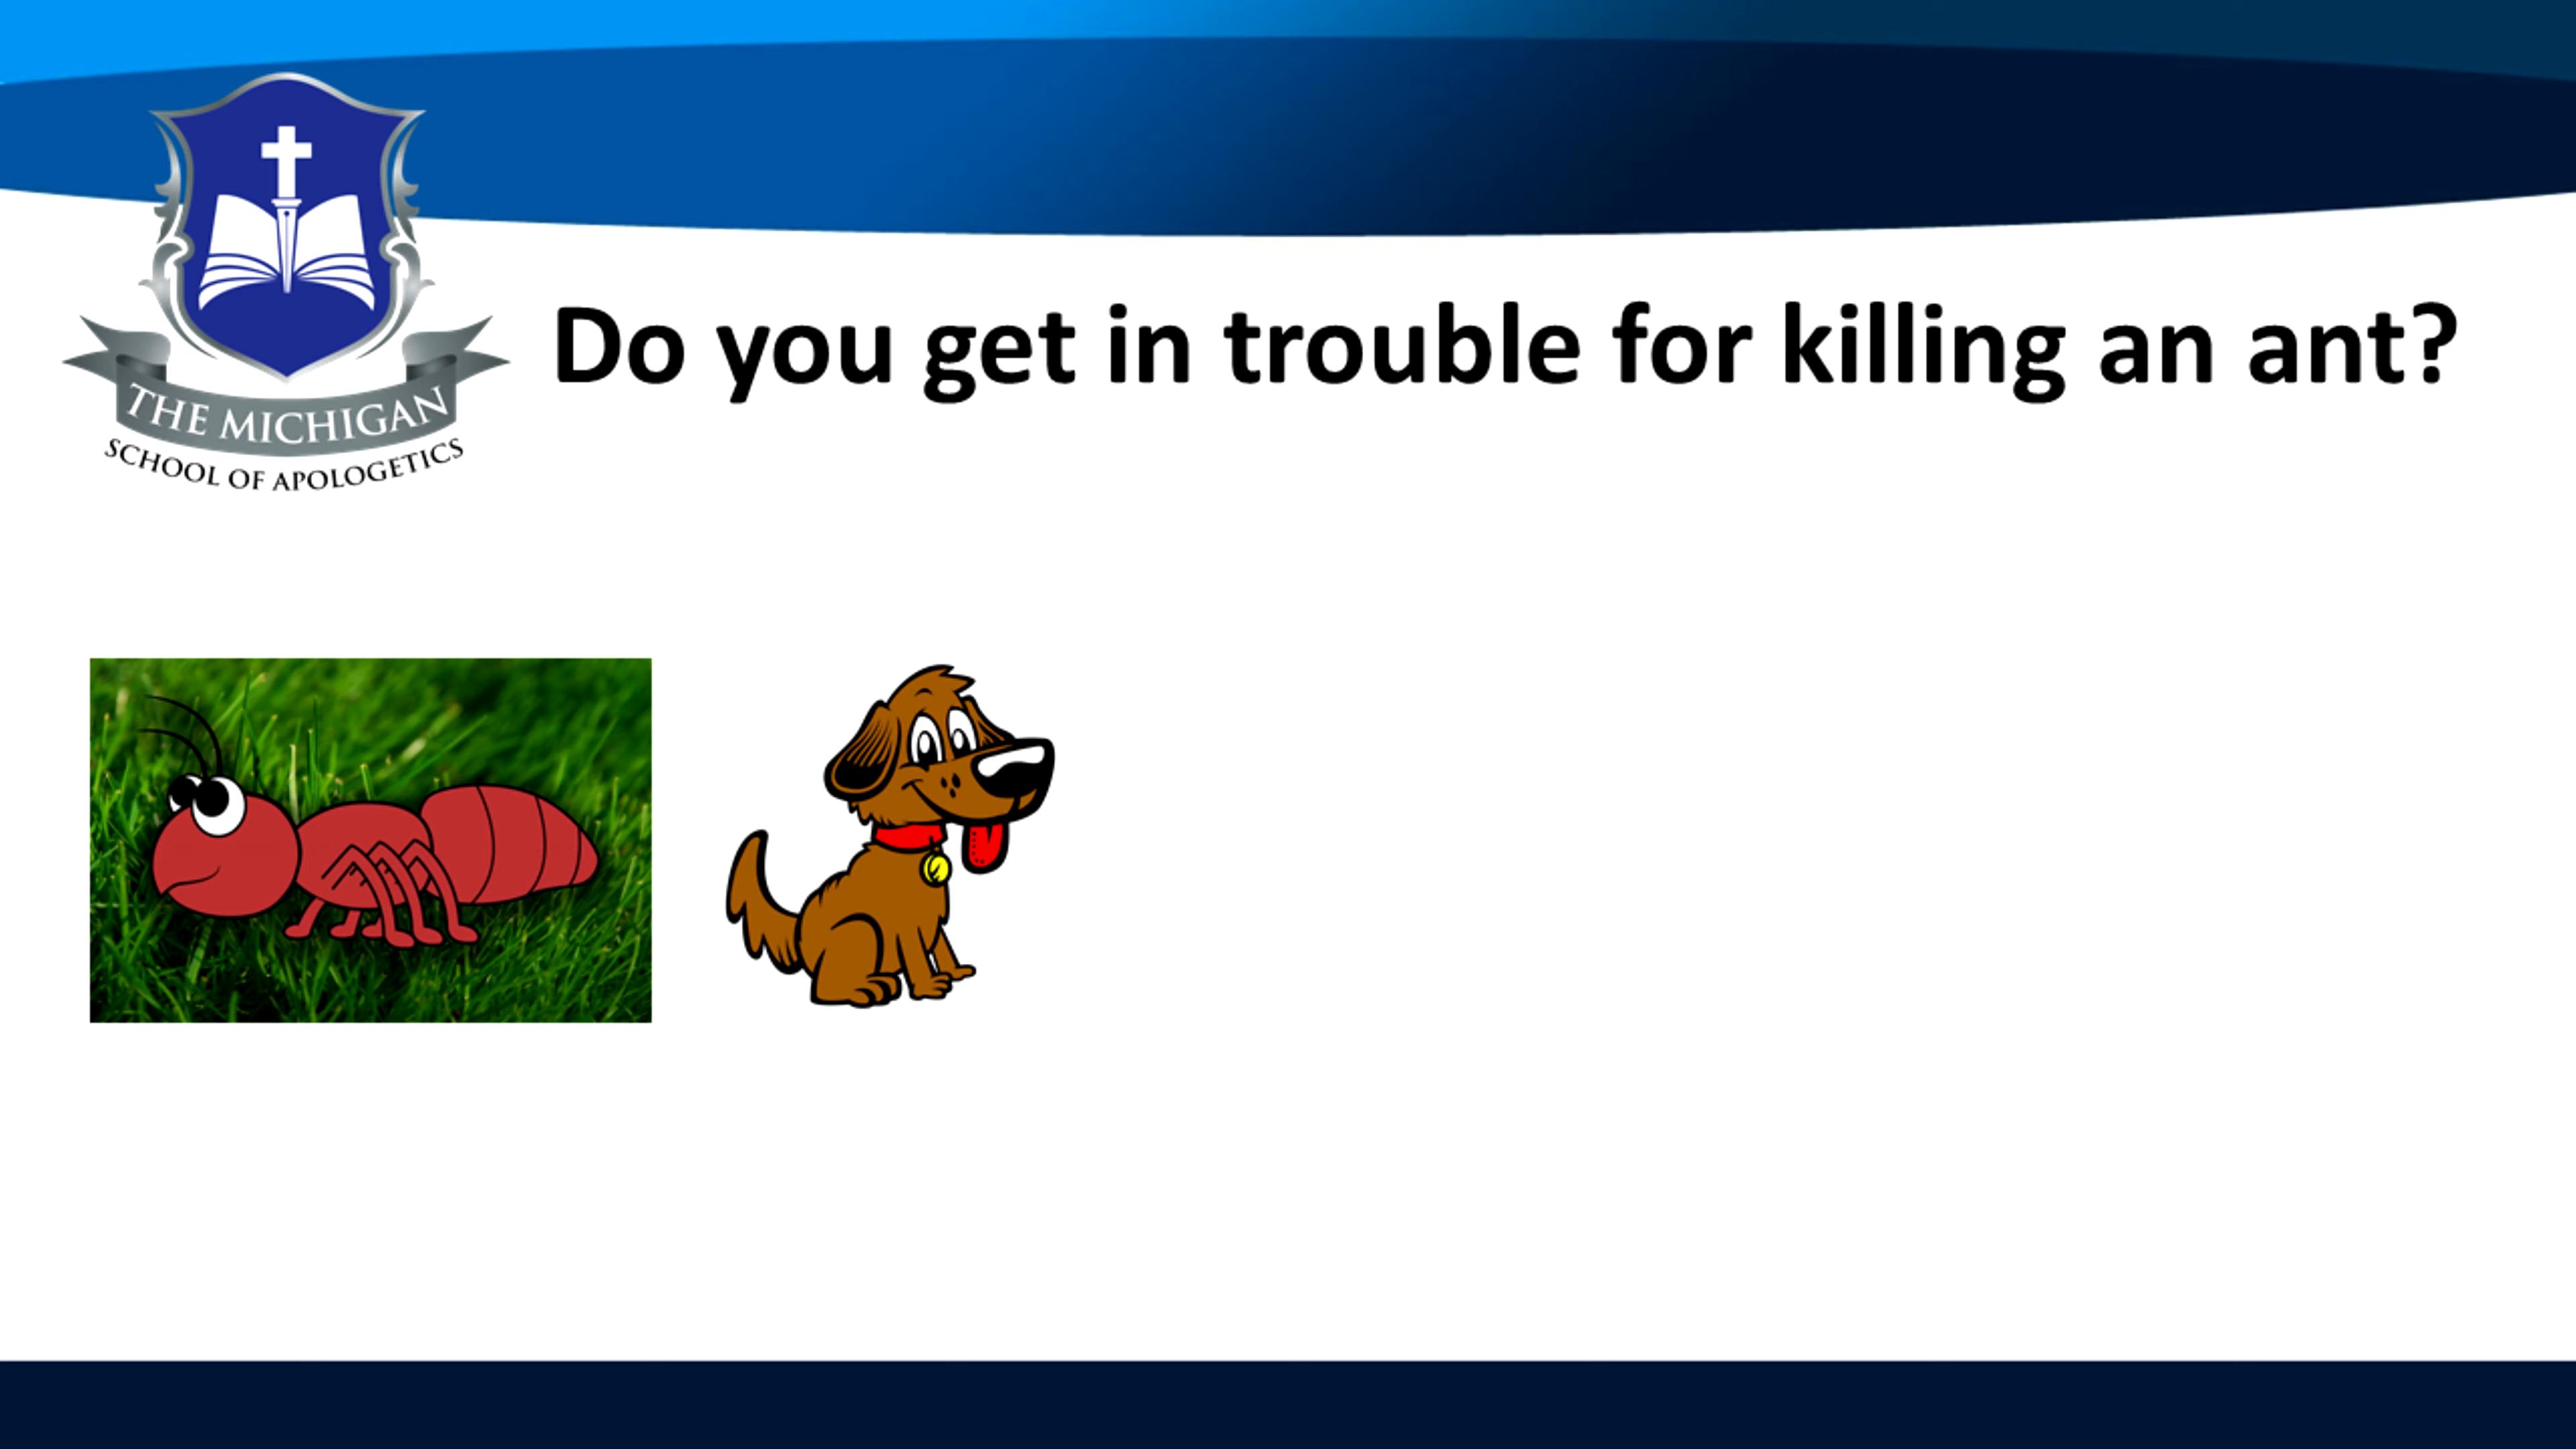 Do you get in trouble for killing an ant?
THE MICHIGAN
SCHOOL OF APOLOGETICS